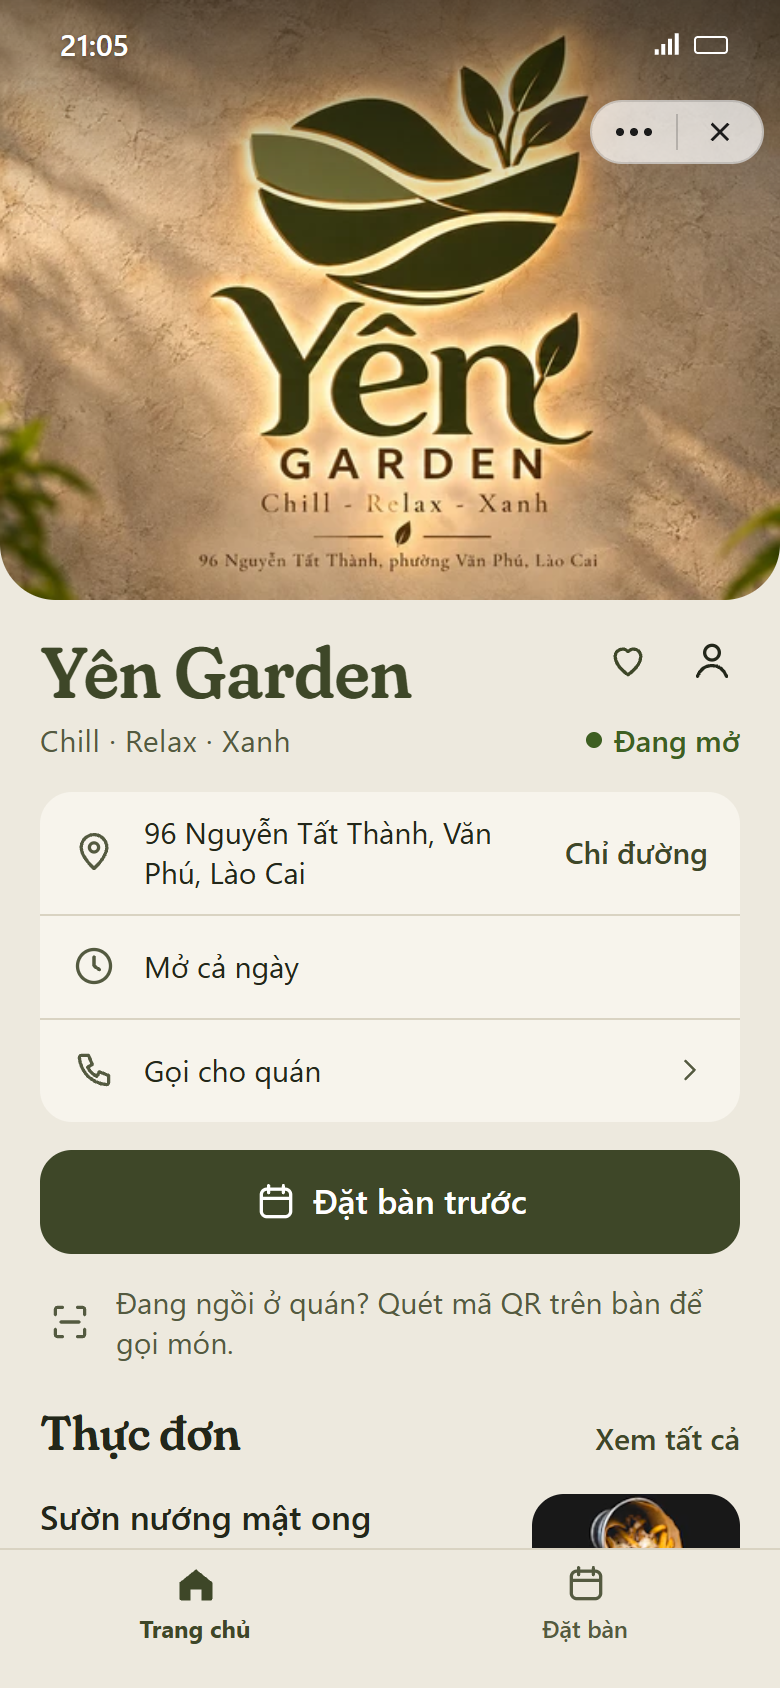 21:05
Yên
GARDEN
Chill - Relax - Xanh
96 Nguyễn Tất Thành, phường Văn Phú, Lào Cai
Yên Garden
Chill · Relax · Xanh
Đang mở
96 Nguyễn Tất Thành, Văn
Phú, Lào Cai
Chỉ đường
Mở cả ngày
Gọi cho quán
Đặt bàn trước
Đang ngồi ở quán? Quét mã QR trên bàn để
gọi món.
Thực đơn
Xem tất cả
Sườn nướng mật ong
Trang chủ
Đặt bàn